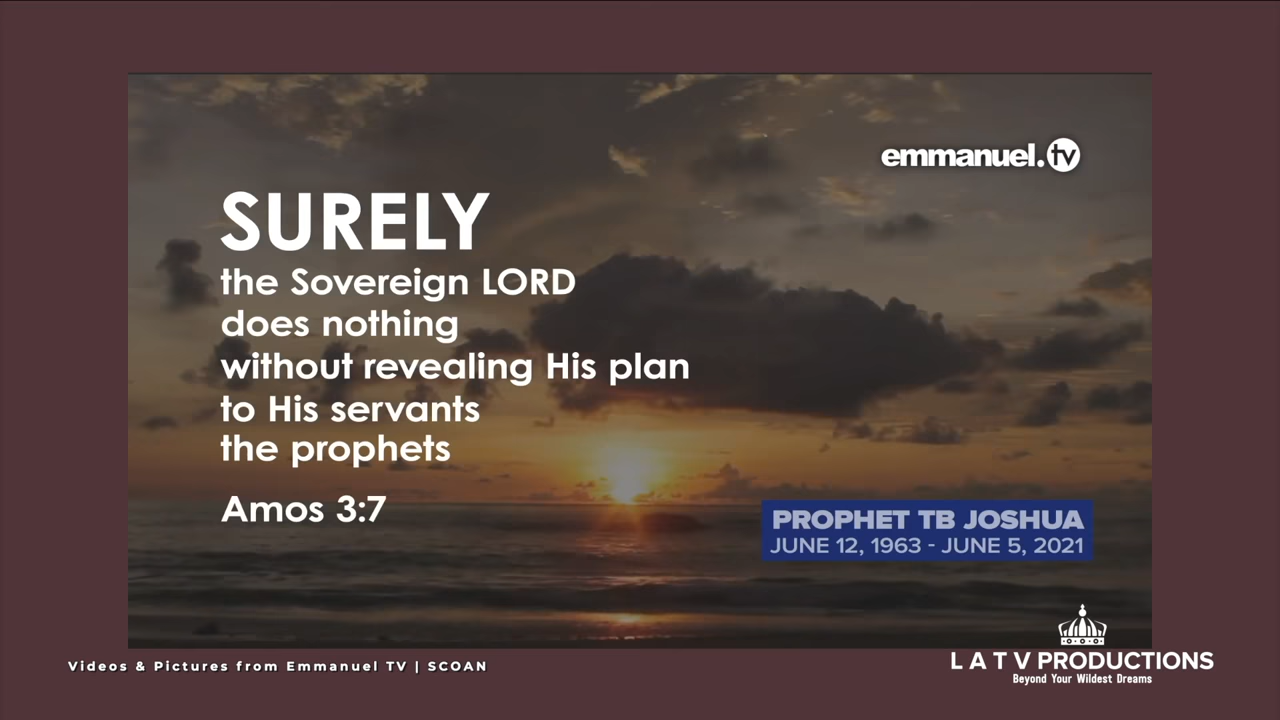 emmanuel.tv
SURELY
the Sovereign LORD
does nothing
without revealing His plan
to His servants
the prophets
Amos 3:7
PROPHET TB JOSHUA
JUNE 12, 1963 - JUNE 5, 2021
Videos & Pictures from Emmanuel TV | SCOAN
L A T V PRODUCTIONS
Beyond Your Wildest Dreams